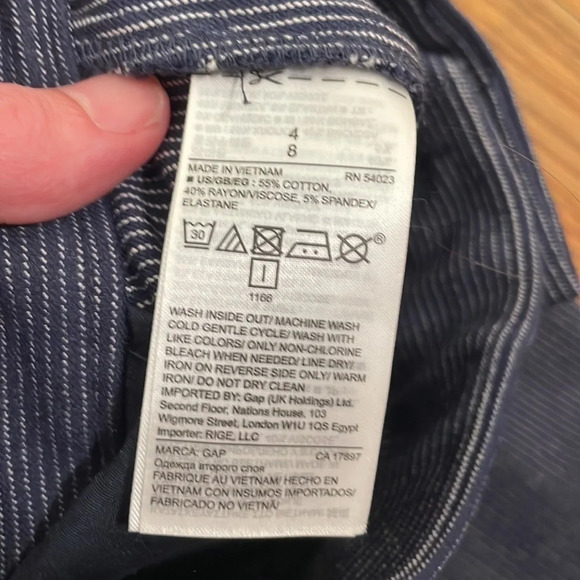 4
8
MADE IN VIETNAM RN 54023
■ US/GB/EG : 55% COTTON,
40% RAYON/VISCOSE, 5% SPANDEX/
ELASTANE
30
®
I
1166
WASH INSIDE OUT/ MACHINE WASH
COLD GENTLE CYCLE/ WASH WITH
LIKE COLORS/ ONLY NON-CHLORINE
BLEACH WHEN NEEDED/ LINE DRY/
IRON ON REVERSE SIDE ONLY/ WARM
IRON/ DO NOT DRY CLEAN
IMPORTED BY: Gap (UK Holdings) Ltd.
Second Floor, Nations House, 103
Wigmore Street, London W1U 1QS Egypt
Importer: RIGE, LLC
MARCA: GAP CA 17897
Одежда второго слоя
FABRIQUÉ AU VIETNAM/ HECHO EN
VIETNAM CON INSUMOS IMPORTADOS/
FABRICADO NO VIETNÃ/